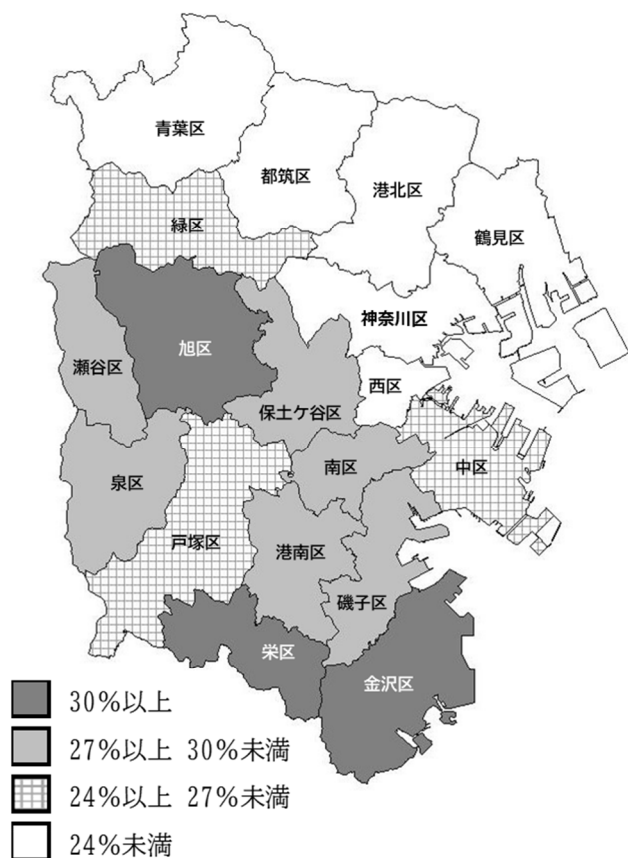 青葉区
都筑区
港北区
緑区
鶴見区
神奈川区
旭区
瀬谷区
西区
保土ケ谷区
中区
南区
泉区
戸塚区
港南区
磯子区
栄区
金沢区
30%以上
27%以上 30%未満
24%以上 27%未満
24%未満